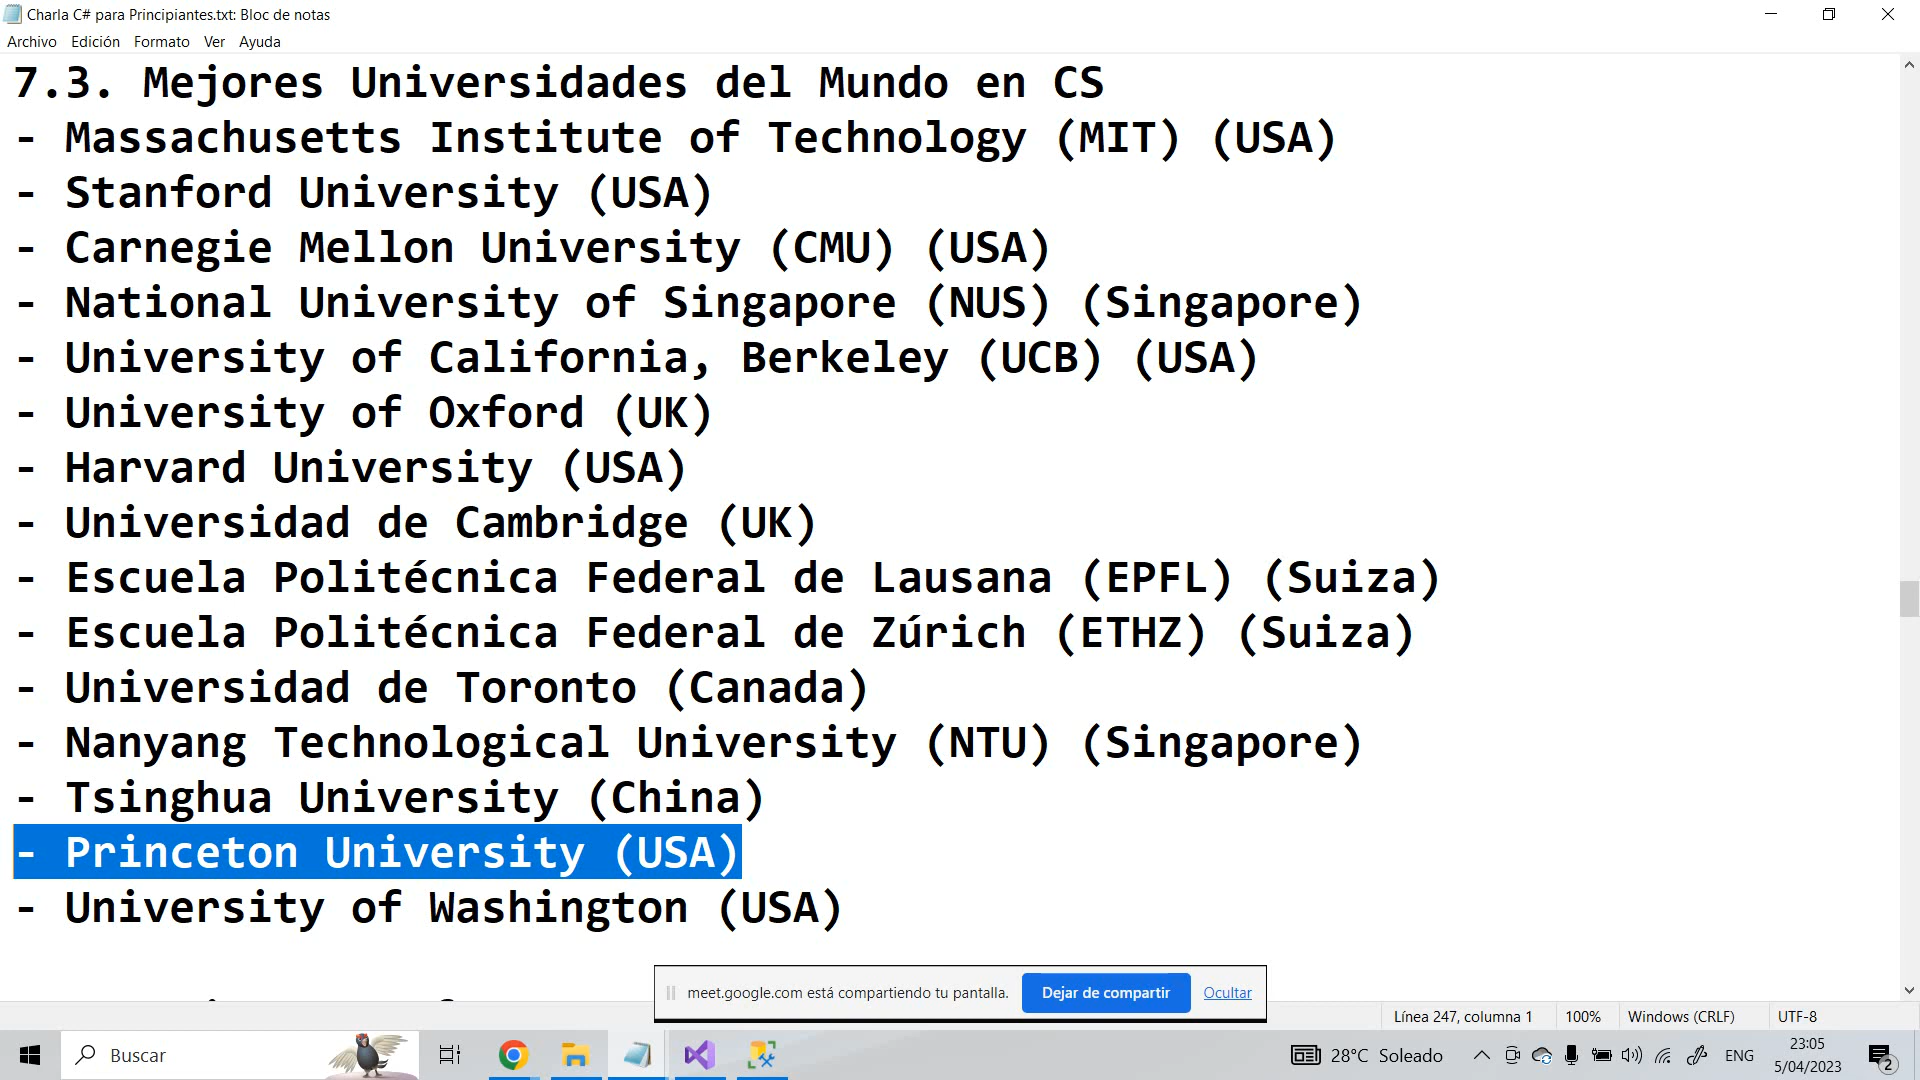 Charla C# para Principiantes.txt: Bloc de notas
Archivo Edición Formato Ver Ayuda
7.3. Mejores Universidades del Mundo en CS
- Massachusetts Institute of Technology (MIT) (USA)
- Stanford University (USA)
- Carnegie Mellon University (CMU) (USA)
- National University of Singapore (NUS) (Singapore)
- University of California, Berkeley (UCB) (USA)
- University of Oxford (UK)
- Harvard University (USA)
- Universidad de Cambridge (UK)
- Escuela Politécnica Federal de Lausana (EPFL) (Suiza)
- Escuela Politécnica Federal de Zúrich (ETHZ) (Suiza)
- Universidad de Toronto (Canada)
- Nanyang Technological University (NTU) (Singapore)
- Tsinghua University (China)
- Princeton University (USA)
- University of Washington (USA)
meet.google.com está compartiendo tu pantalla. Dejar de compartir Ocultar
Línea 247, columna 1 100% Windows (CRLF) UTF-8
Buscar 28°C Soleado ENG 23:05
5/04/2023 2